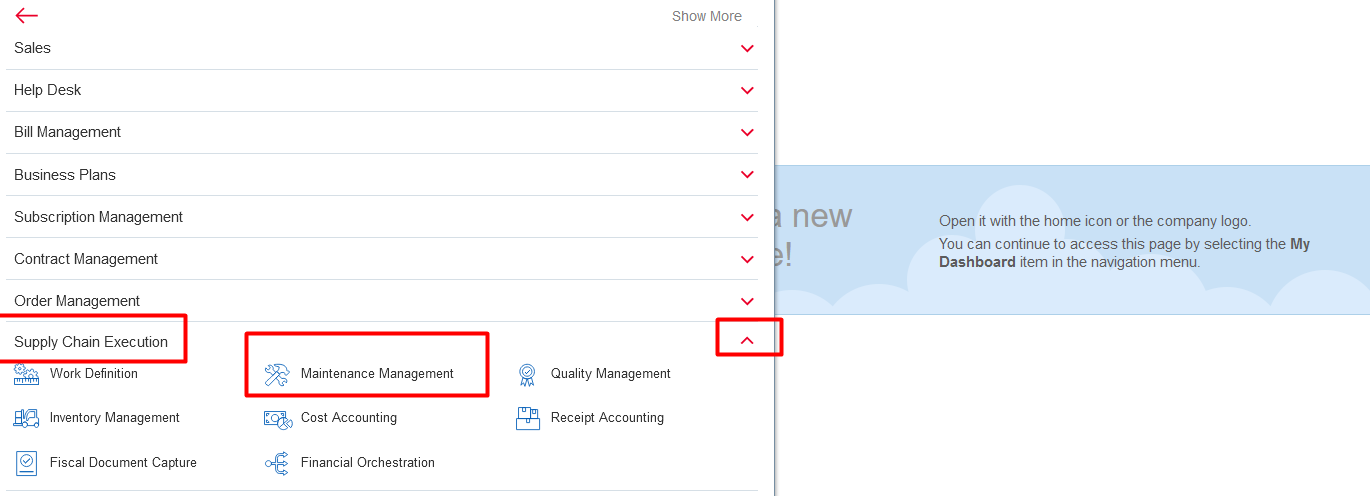 Show More
Sales
Help Desk
Bill Management
Business Plans
Subscription Management
Contract Management
Order Management
Supply Chain Execution
Work Definition
Maintenance Management
Quality Management
Inventory Management
Cost Accounting
Receipt Accounting
Fiscal Document Capture
Financial Orchestration
a new
e!
Open it with the home icon or the company logo.
You can continue to access this page by selecting the My
Dashboard item in the navigation menu.